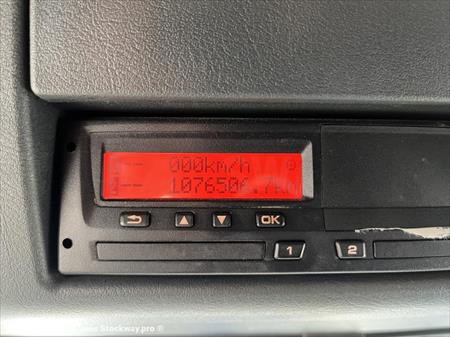 -- 000km/h
-- 1076506.7km
OK
1 2
Stockway.pro ®